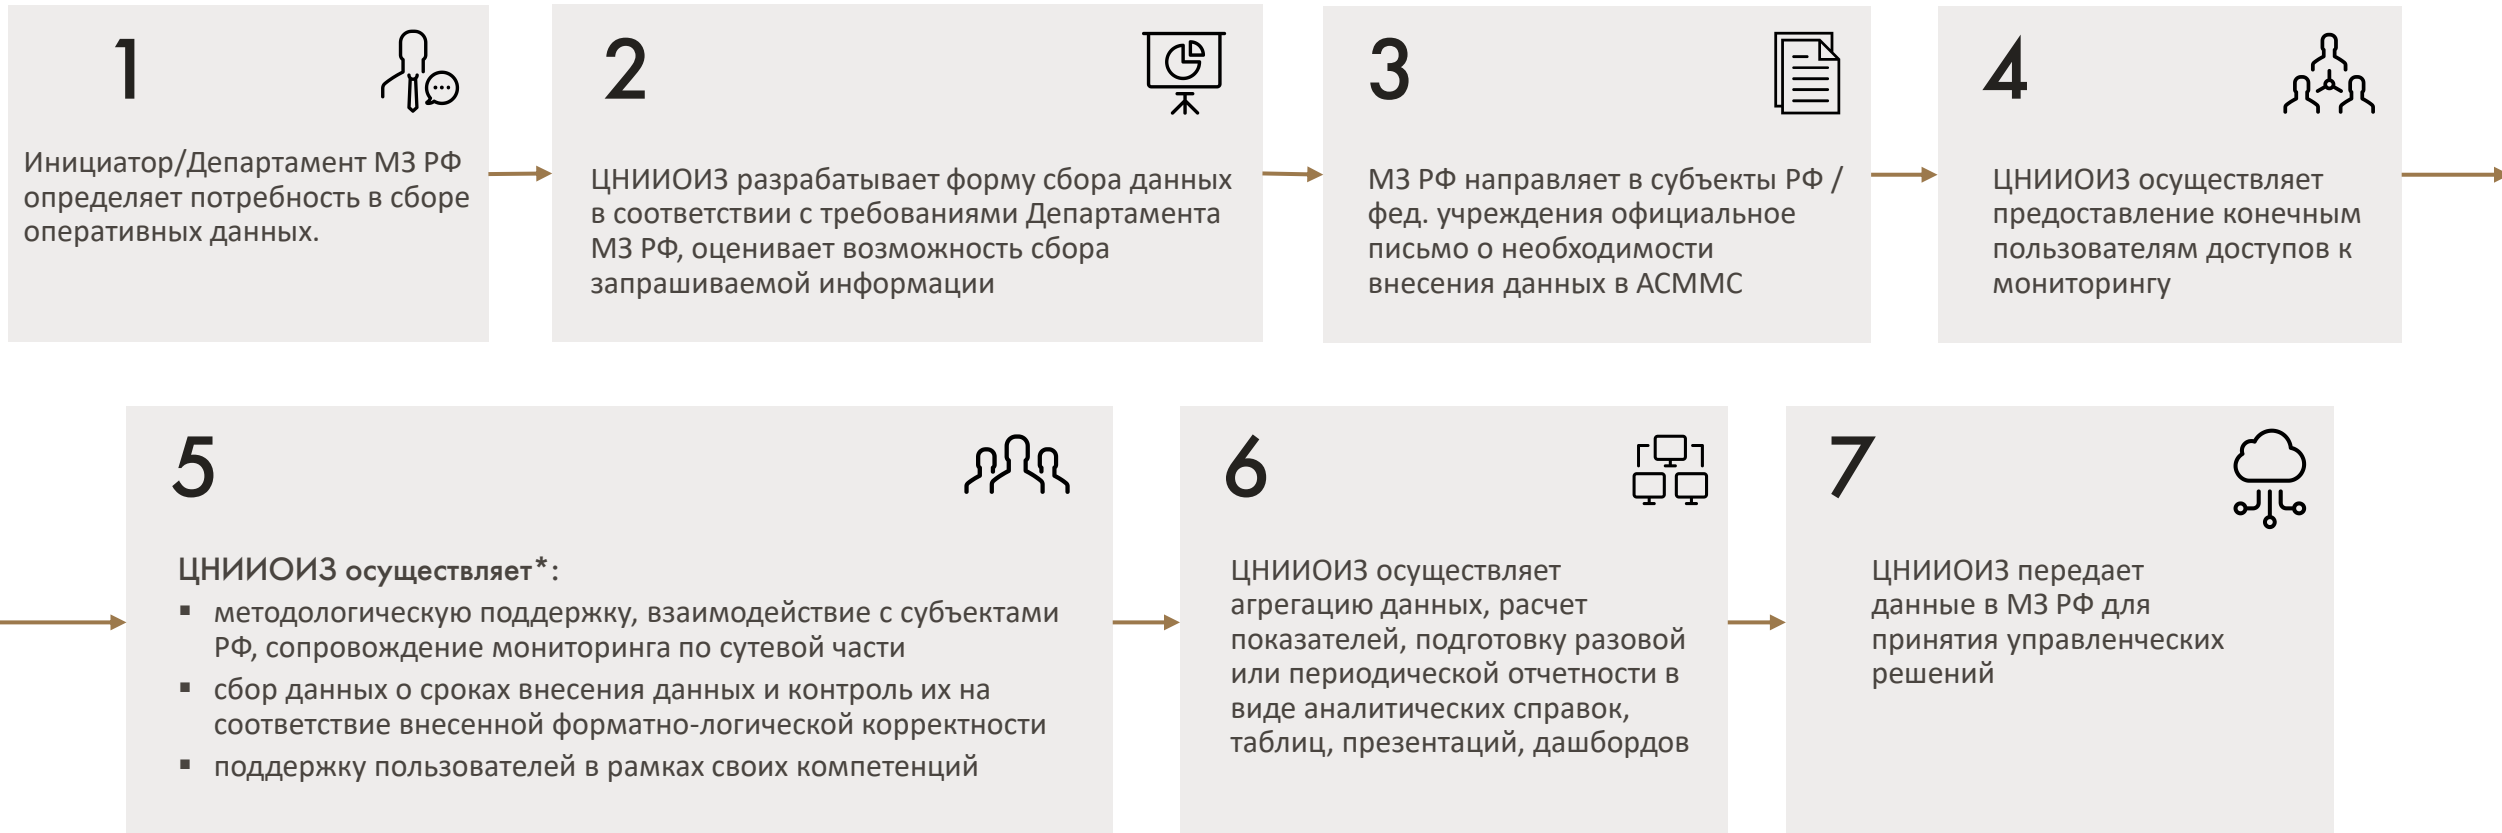 1
Инициатор/Департамент МЗ РФ
определяет потребность в сборе
оперативных данных.
2
ЦНИИОИЗ разрабатывает форму сбора данных
в соответствии с требованиями Департамента
МЗ РФ, оценивает возможность сбора
запрашиваемой информации
3
МЗ РФ направляет в субъекты РФ /
фед. учреждения официальное
письмо о необходимости
внесения данных в АСММС
4
ЦНИИОИЗ осуществляет
предоставление конечным
пользователям доступов к
мониторингу
5
ЦНИИОИЗ осуществляет*:
▪ методологическую поддержку, взаимодействие с субъектами
РФ, сопровождение мониторинга по сутевой части
▪ сбор данных о сроках внесения данных и контроль их на
соответствие внесенной форматно-логической корректности
▪ поддержку пользователей в рамках своих компетенций
6
ЦНИИОИЗ осуществляет
агрегацию данных, расчет
показателей, подготовку разовой
или периодической отчетности в
виде аналитических справок,
таблиц, презентаций, дашбордов
7
ЦНИИОИЗ передает
данные в МЗ РФ для
принятия управленческих
решений